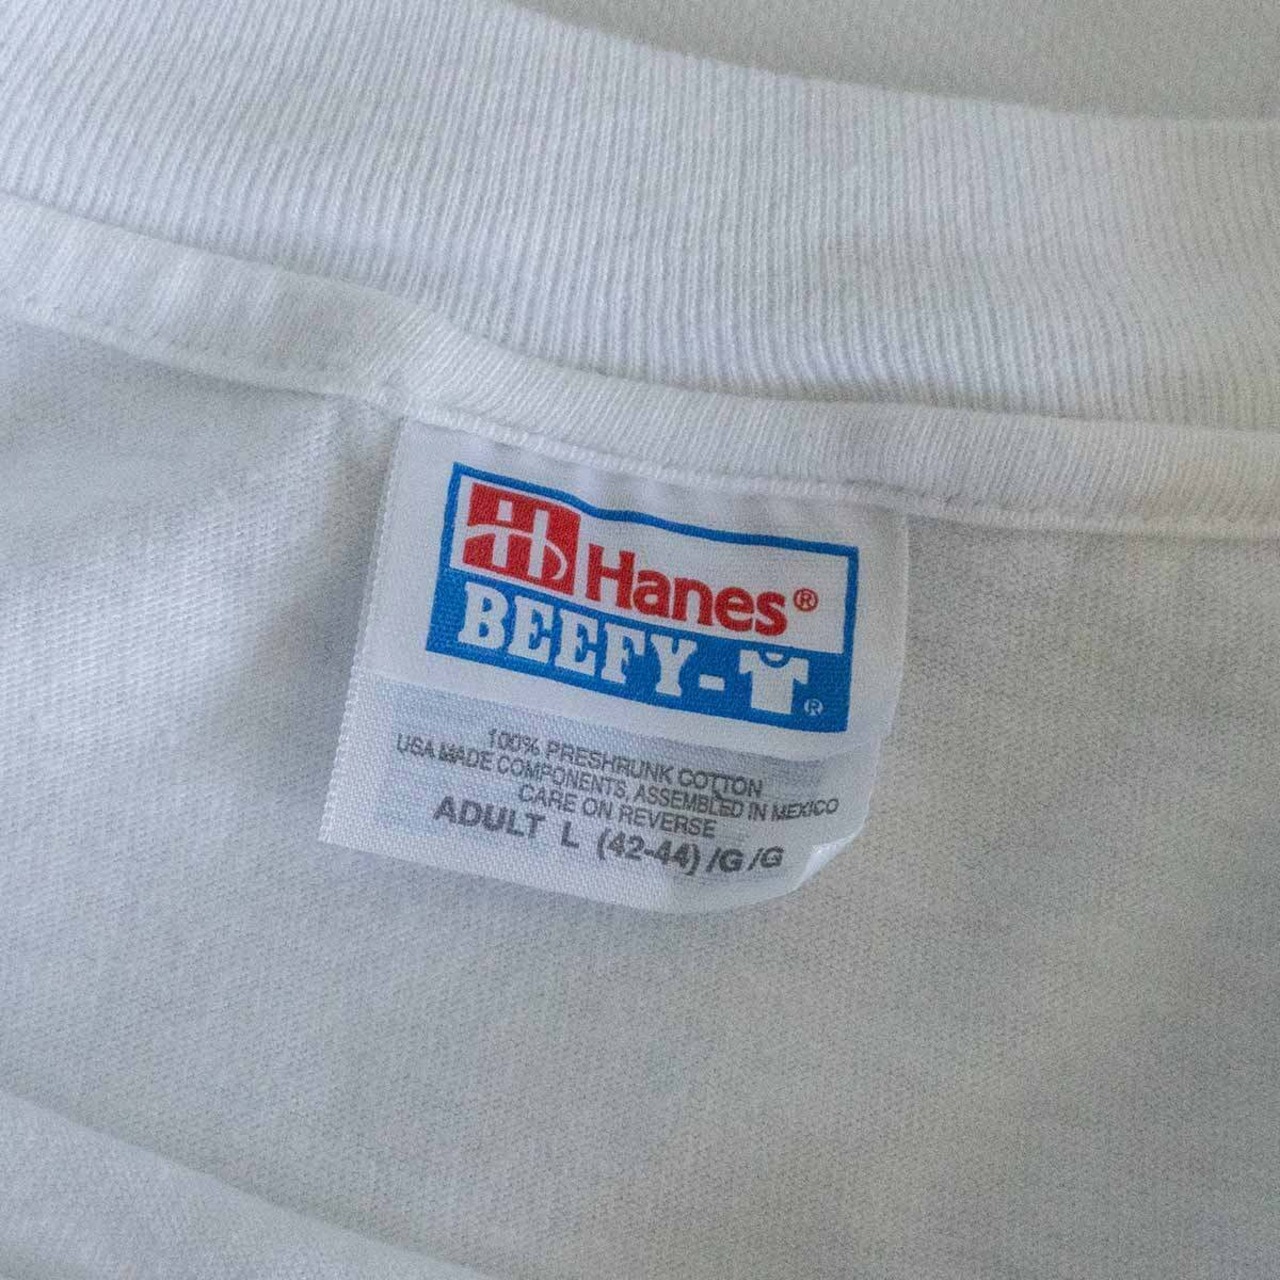 Hanes®
BEEFY-T®
100% PRESHRUNK COTTON
USA MADE COMPONENTS, ASSEMBLED IN MEXICO
CARE ON REVERSE
ADULT L (42-44) /G /G